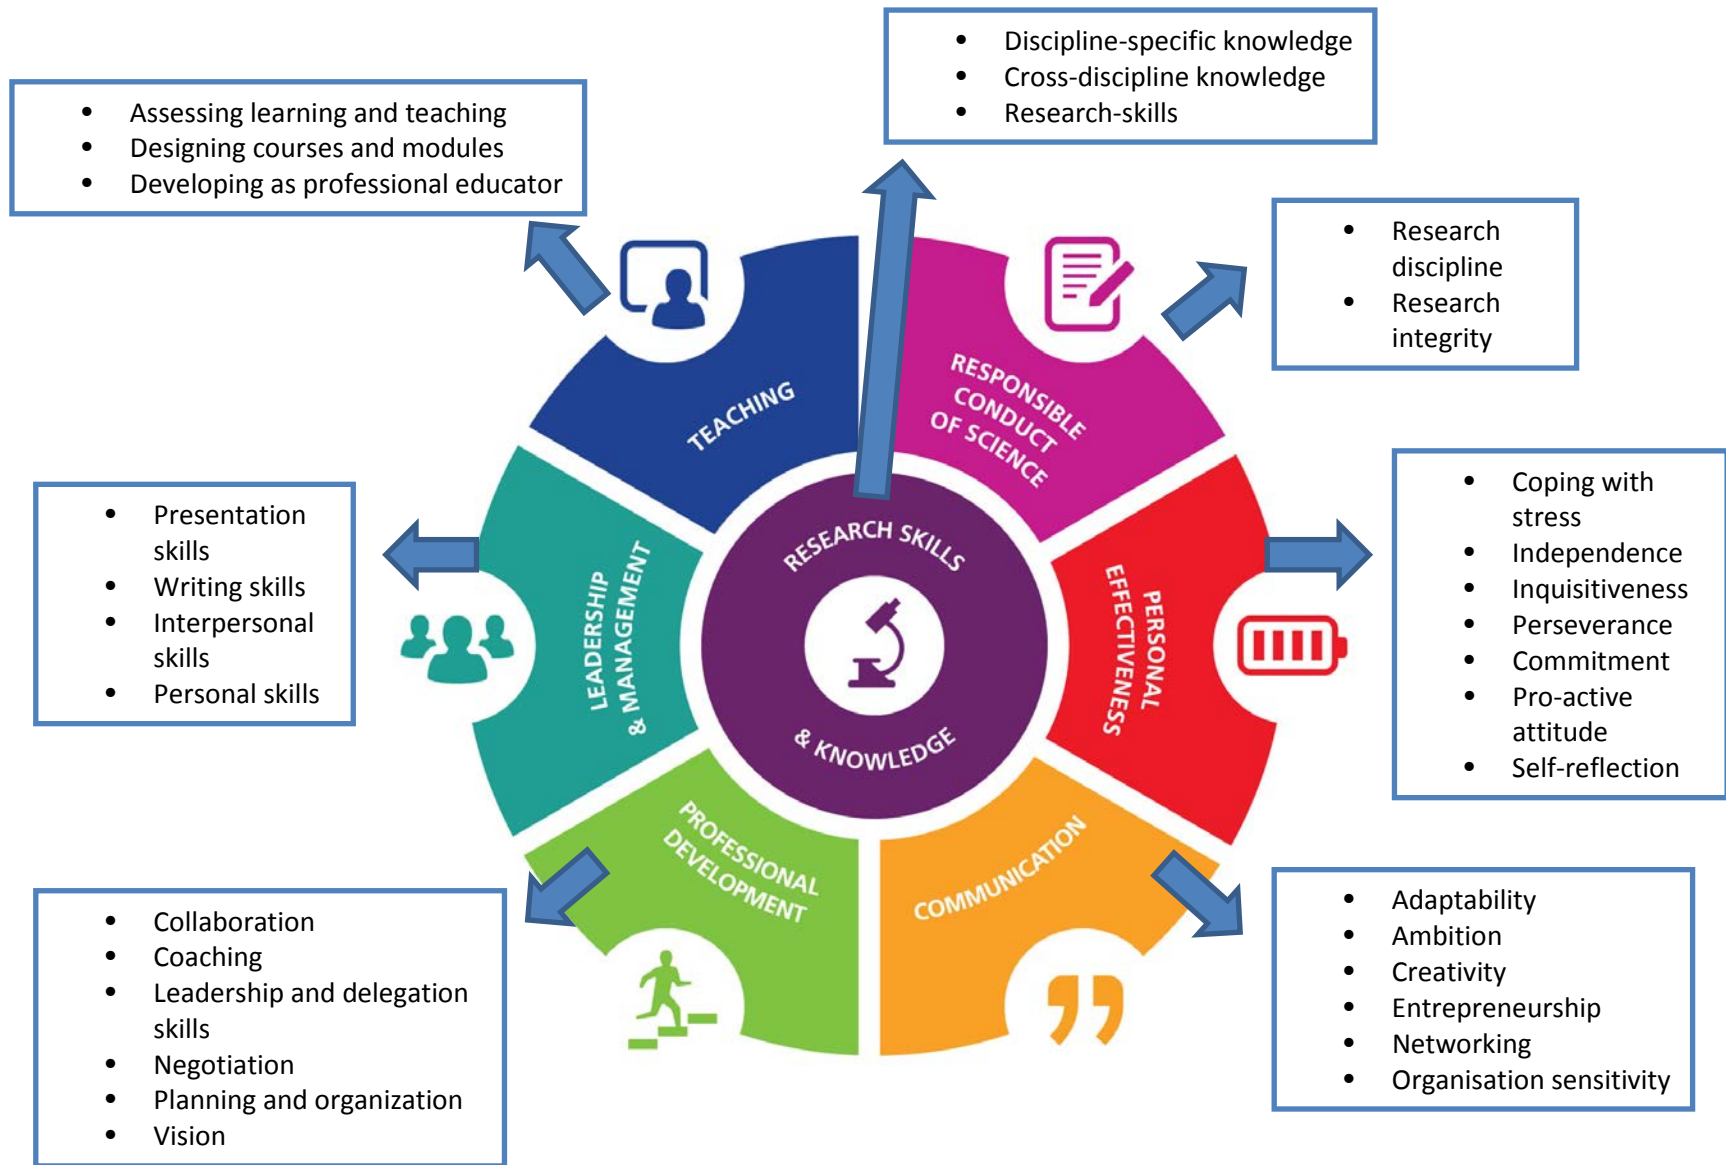 • Discipline-specific knowledge
• Cross-discipline knowledge
• Research-skills
• Assessing learning and teaching
• Designing courses and modules
• Developing as professional educator
• Research
discipline
• Research
integrity
TEACHING
RESPONSIBLE
CONDUCT
OF SCIENCE
• Presentation
skills
• Writing skills
• Interpersonal
skills
• Personal skills
LEADERSHIP
& MANAGEMENT
RESEARCH SKILLS
& KNOWLEDGE
PERSONAL
EFFECTIVENESS
• Coping with
stress
• Independence
• Inquisitiveness
• Perseverance
• Commitment
• Pro-active
attitude
• Self-reflection
PROFESSIONAL
DEVELOPMENT
COMMUNICATION
• Collaboration
• Coaching
• Leadership and delegation
skills
• Negotiation
• Planning and organization
• Vision
• Adaptability
• Ambition
• Creativity
• Entrepreneurship
• Networking
• Organisation sensitivity